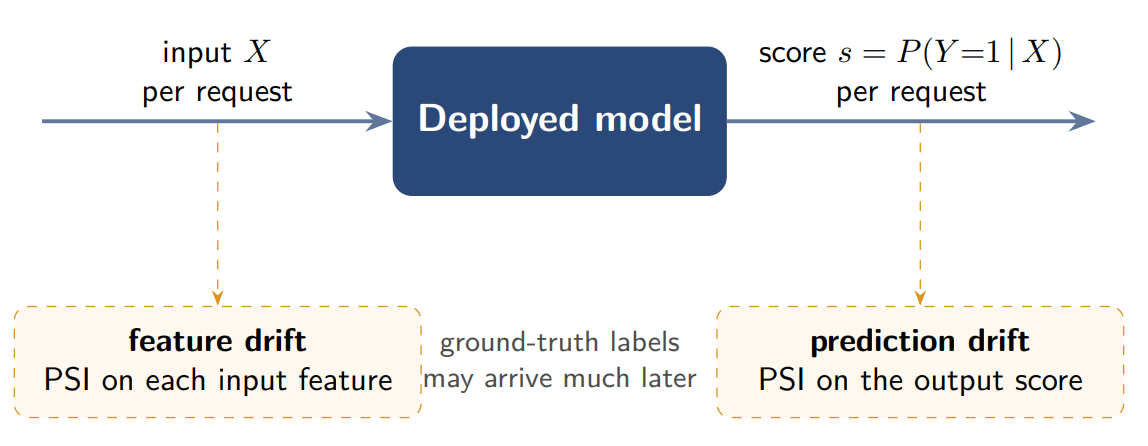 input X
per request
Deployed model
score s = P(Y=1 | X)
per request
feature drift
PSI on each input feature
ground-truth labels
may arrive much later
prediction drift
PSI on the output score